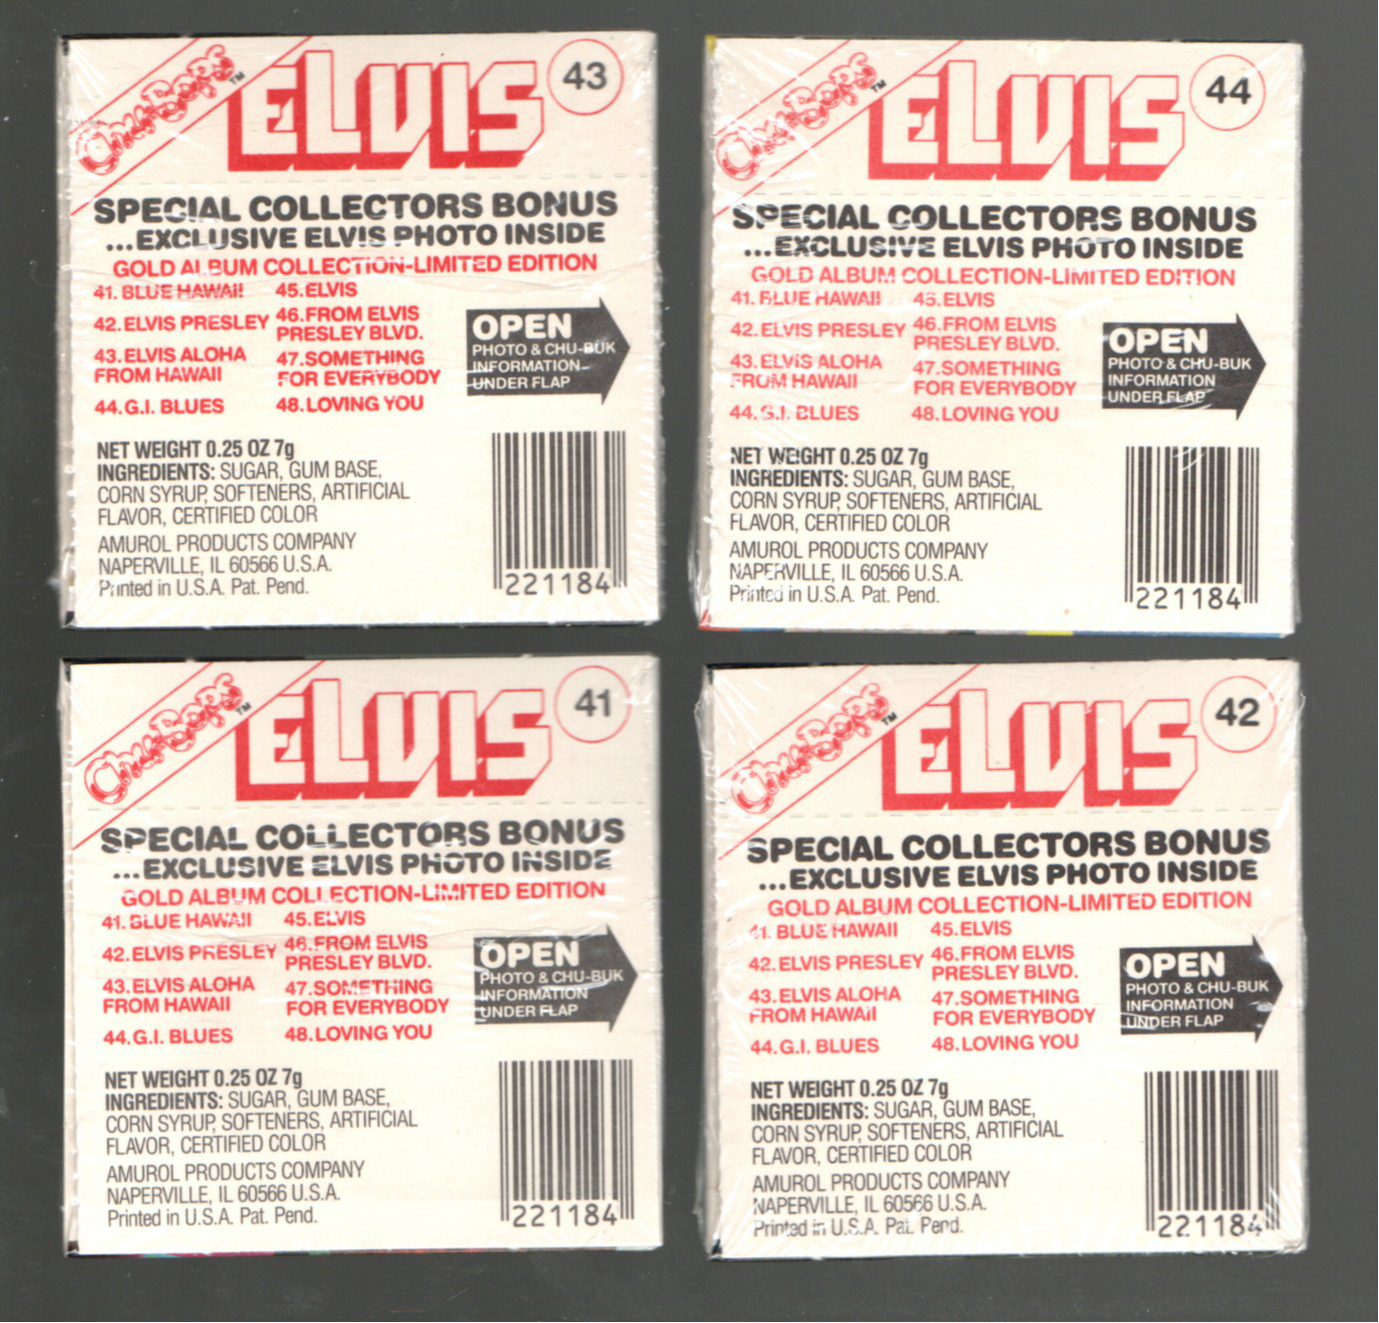 Chu-Bops™ ELVIS 43
SPECIAL COLLECTORS BONUS
...EXCLUSIVE ELVIS PHOTO INSIDE
GOLD ALBUM COLLECTION-LIMITED EDITION
41. BLUE HAWAII
42. ELVIS PRESLEY
43. ELVIS ALOHA
FROM HAWAII
44. G.I. BLUES
45. ELVIS
46. FROM ELVIS
PRESLEY BLVD.
47. SOMETHING
FOR EVERYBODY
48. LOVING YOU
OPEN
PHOTO & CHU-BUK
INFORMATION
UNDER FLAP
NET WEIGHT 0.25 OZ 7g
INGREDIENTS: SUGAR, GUM BASE,
CORN SYRUP, SOFTENERS, ARTIFICIAL
FLAVOR, CERTIFIED COLOR
AMUROL PRODUCTS COMPANY
NAPERVILLE, IL 60566 U.S.A.
Printed in U.S.A. Pat. Pend.
221184
Chu-Bops™ ELVIS 44
SPECIAL COLLECTORS BONUS
...EXCLUSIVE ELVIS PHOTO INSIDE
GOLD ALBUM COLLECTION-LIMITED EDITION
41. BLUE HAWAII
42. ELVIS PRESLEY
43. ELVIS ALOHA
FROM HAWAII
44. G.I. BLUES
45. ELVIS
46. FROM ELVIS
PRESLEY BLVD.
47. SOMETHING
FOR EVERYBODY
48. LOVING YOU
OPEN
PHOTO & CHU-BUK
INFORMATION
UNDER FLAP
NET WEIGHT 0.25 OZ 7g
INGREDIENTS: SUGAR, GUM BASE,
CORN SYRUP, SOFTENERS, ARTIFICIAL
FLAVOR, CERTIFIED COLOR
AMUROL PRODUCTS COMPANY
NAPERVILLE, IL 60566 U.S.A.
Printed in U.S.A. Pat. Pend.
221184
Chu-Bops™ ELVIS 41
SPECIAL COLLECTORS BONUS
...EXCLUSIVE ELVIS PHOTO INSIDE
GOLD ALBUM COLLECTION-LIMITED EDITION
41. BLUE HAWAII
42. ELVIS PRESLEY
43. ELVIS ALOHA
FROM HAWAII
44. G.I. BLUES
45. ELVIS
46. FROM ELVIS
PRESLEY BLVD.
47. SOMETHING
FOR EVERYBODY
48. LOVING YOU
OPEN
PHOTO & CHU-BUK
INFORMATION
UNDER FLAP
NET WEIGHT 0.25 OZ 7g
INGREDIENTS: SUGAR, GUM BASE,
CORN SYRUP, SOFTENERS, ARTIFICIAL
FLAVOR, CERTIFIED COLOR
AMUROL PRODUCTS COMPANY
NAPERVILLE, IL 60566 U.S.A.
Printed in U.S.A. Pat. Pend.
221184
Chu-Bops™ ELVIS 42
SPECIAL COLLECTORS BONUS
...EXCLUSIVE ELVIS PHOTO INSIDE
GOLD ALBUM COLLECTION-LIMITED EDITION
41. BLUE HAWAII
42. ELVIS PRESLEY
43. ELVIS ALOHA
FROM HAWAII
44. G.I. BLUES
45. ELVIS
46. FROM ELVIS
PRESLEY BLVD.
47. SOMETHING
FOR EVERYBODY
48. LOVING YOU
OPEN
PHOTO & CHU-BUK
INFORMATION
UNDER FLAP
NET WEIGHT 0.25 OZ 7g
INGREDIENTS: SUGAR, GUM BASE,
CORN SYRUP, SOFTENERS, ARTIFICIAL
FLAVOR, CERTIFIED COLOR
AMUROL PRODUCTS COMPANY
NAPERVILLE, IL 60566 U.S.A.
Printed in U.S.A. Pat. Pend.
221184